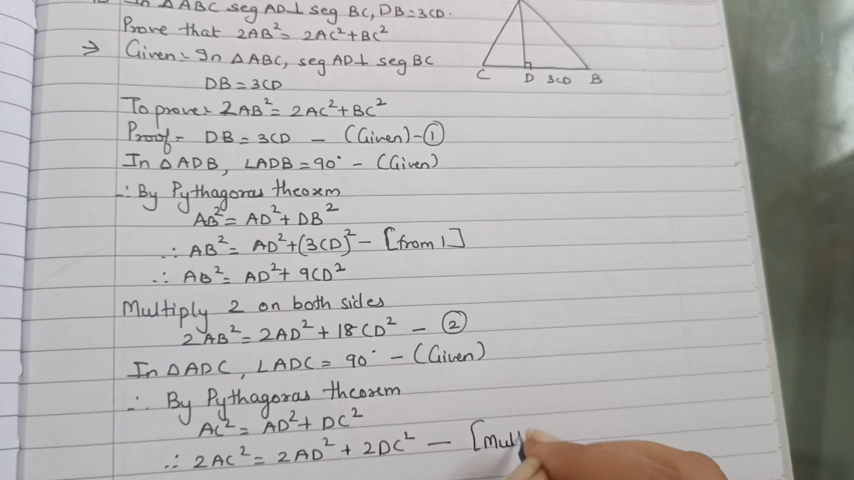 In △ABC seg AD⊥ seg BC, DB=3CD.
Prove that 2AB²= 2AC²+BC²
⇒ Given:- In △ABC, seg AD⊥ seg BC
DB=3CD
To prove:- 2AB²= 2AC²+BC²
Proof- DB=3CD - (Given)-①
In △ADB, ∠ADB=90° - (Given)
∴ By Pythagoras theorem
AB²= AD²+DB²
∴ AB²= AD²+(3CD)² - [from 1]
∴ AB²= AD²+ 9CD²
Multiply 2 on both sides
2AB²=2AD²+18CD² - ②
In △ADC, ∠ADC= 90° - (Given)
∴ By Pythagoras theorem
AC²= AD²+ DC²
∴ 2AC²= 2AD²+ 2DC² — [Mul
C D 3CD B